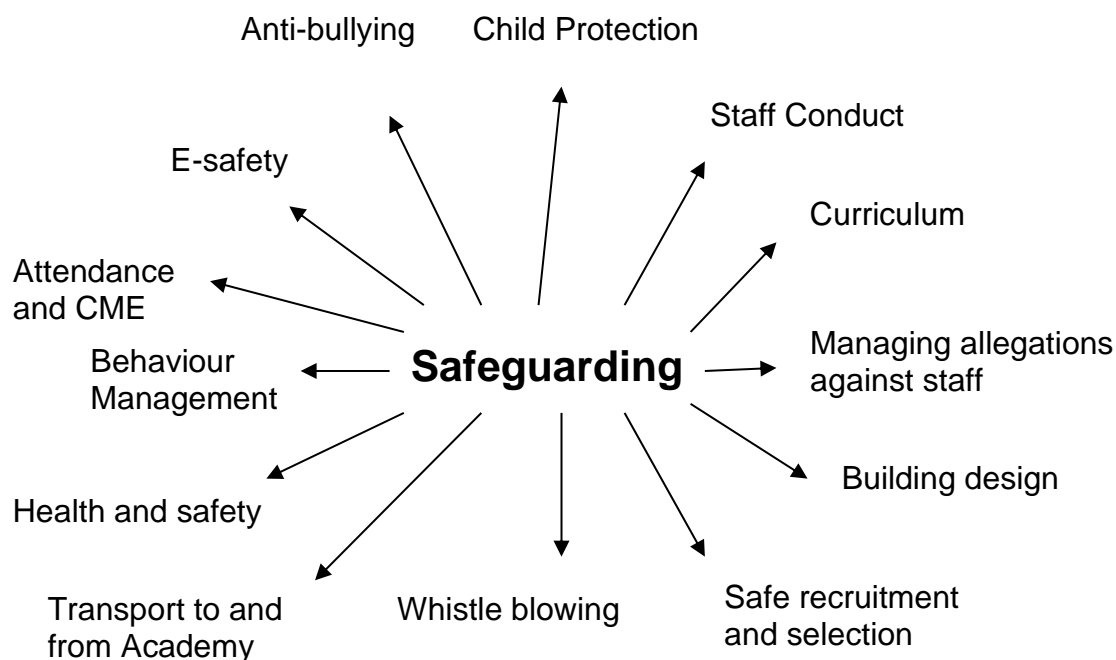 Anti-bullying
Child Protection
Staff Conduct
E-safety
Curriculum
Attendance
and CME
Managing allegations
against staff
Behaviour
Management
Safeguarding
Building design
Health and safety
Safe recruitment
and selection
Transport to and
from Academy
Whistle blowing